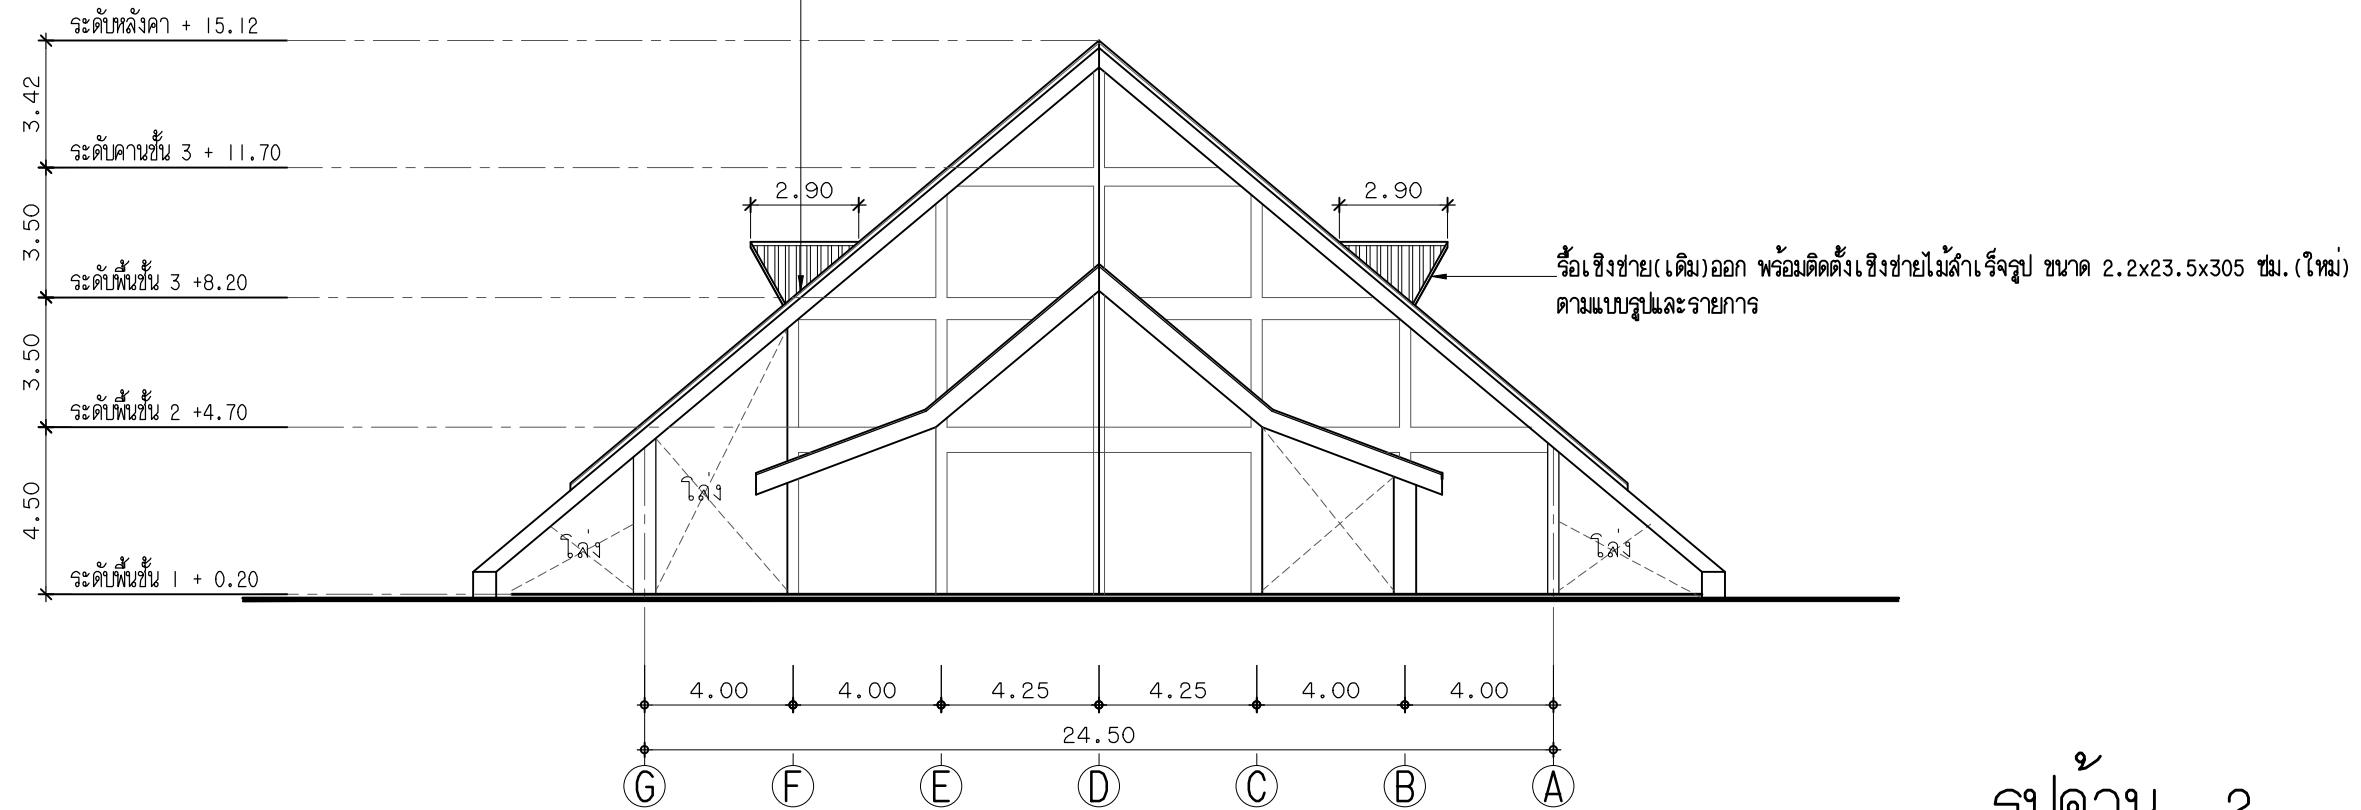 ระดับหลังคา + 15.12
3.42
ระดับคานชั้น 3 + 11.70
2.90
2.90
3.50
รื้อเชิงชาย(เดิม)ออก พร้อมติดตั้งเชิงชายไม้สำเร็จรูป ขนาด 2.2x23.5x305 ซม.(ใหม่)
ตามแบบรูปและรายการ
ระดับพื้นชั้น 3 +8.20
3.50
ระดับพื้นชั้น 2 +4.70
4.50
โล่ง
โล่ง
โล่ง
ระดับพื้นชั้น 1 + 0.20
4.00 4.00 4.25 4.25 4.00 4.00
24.50
G F E D C B A
รูปด้าน 2